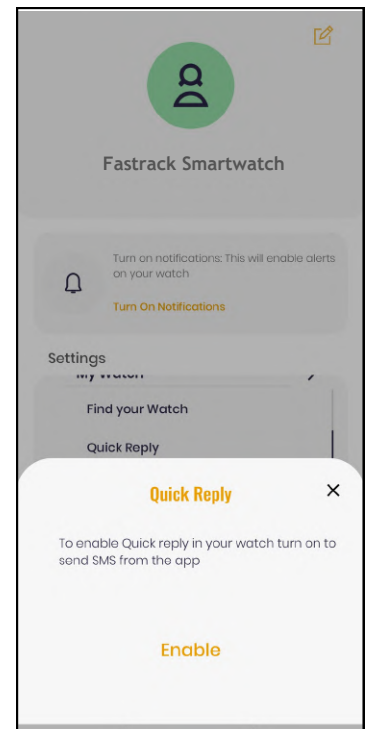 Fastrack Smartwatch
Turn on notifications: This will enable alerts
on your watch
Turn On Notifications
Settings
My Watch
Find your Watch
Quick Reply
Quick Reply
To enable Quick reply in your watch turn on to
send SMS from the app
Enable